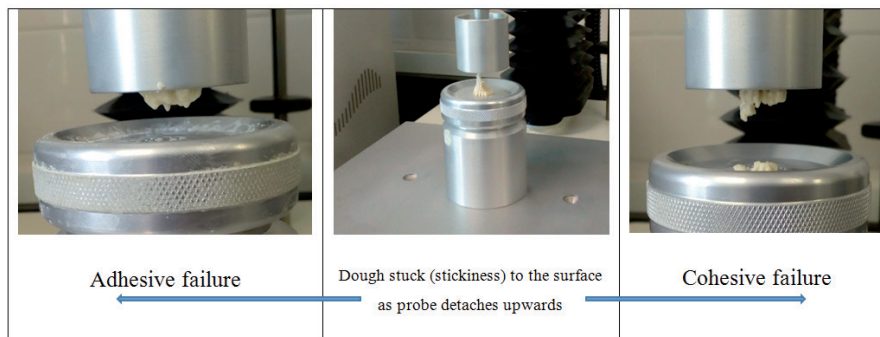 Adhesive failure
Dough stuck (stickiness) to the surface
as probe detaches upwards
Cohesive failure